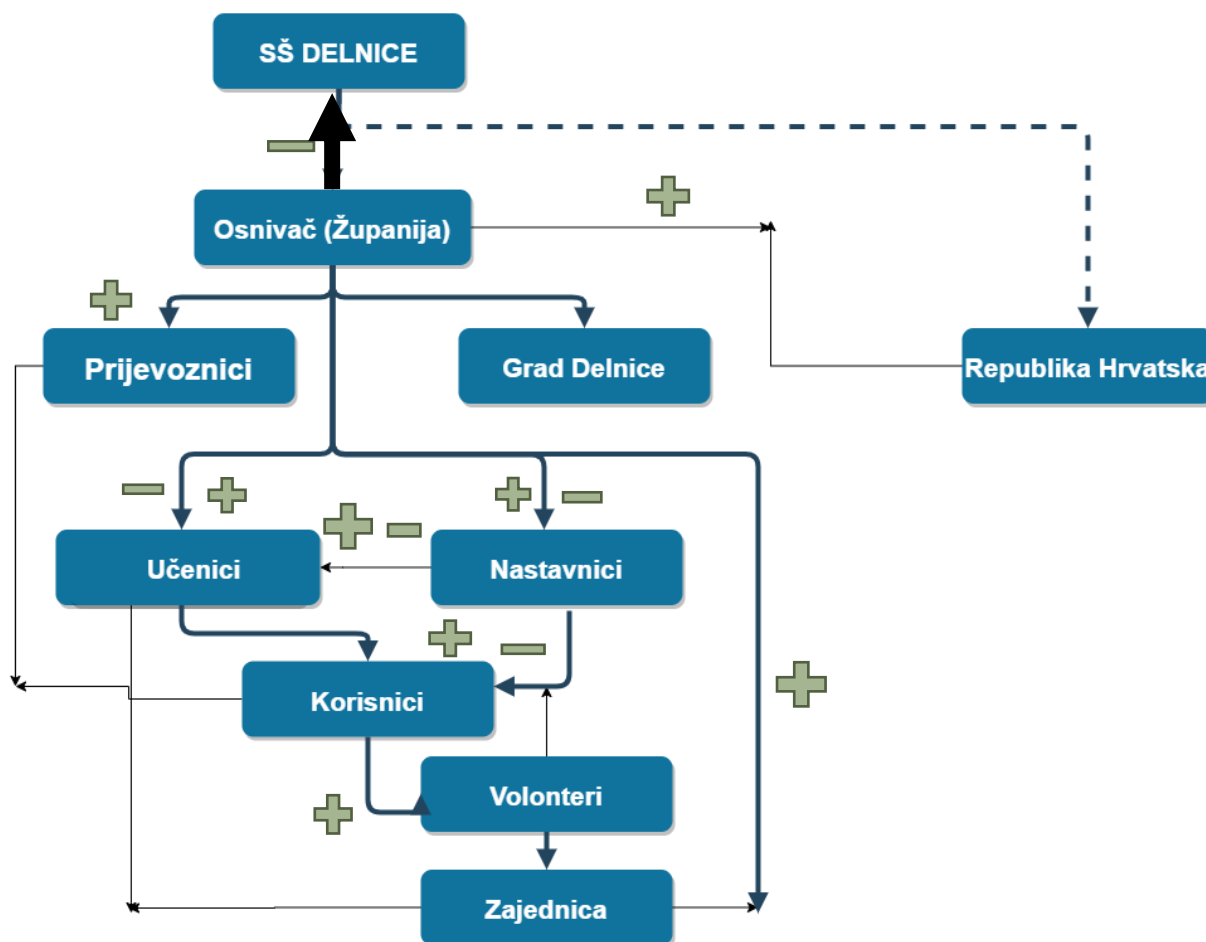 SŠ DELNICE
Osnivač (Županija)
Prijevoznici
Grad Delnice
Republika Hrvatska
Učenici
Nastavnici
Korisnici
Volonteri
Zajednica